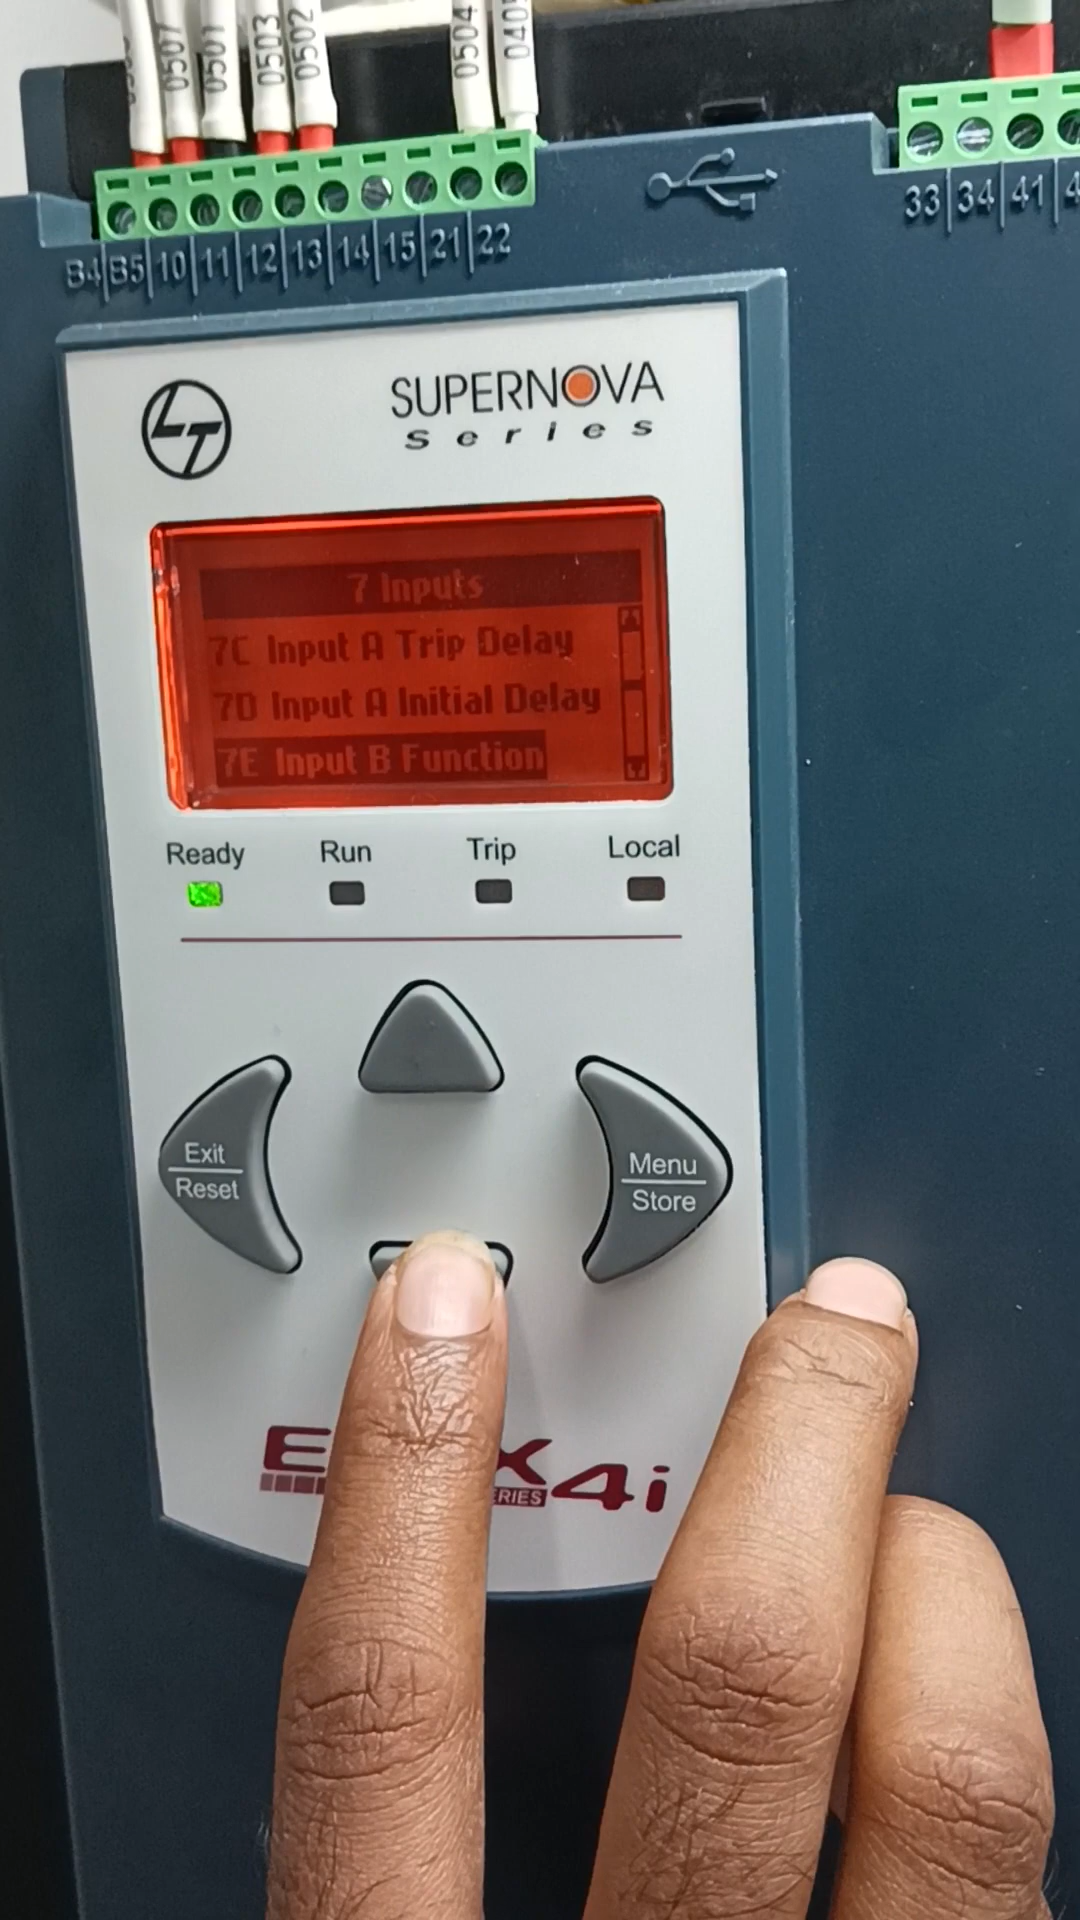 0507
0501
0503
0502
0504
B4 B5 10 11 12 13 14 15 21 22
33 34 41
LT
SUPERNOVA
Series
7 Inputs
7C Input A Trip Delay
7D Input A Initial Delay
7E Input B Function
Ready Run Trip Local
Exit
Reset
Menu
Store
4i